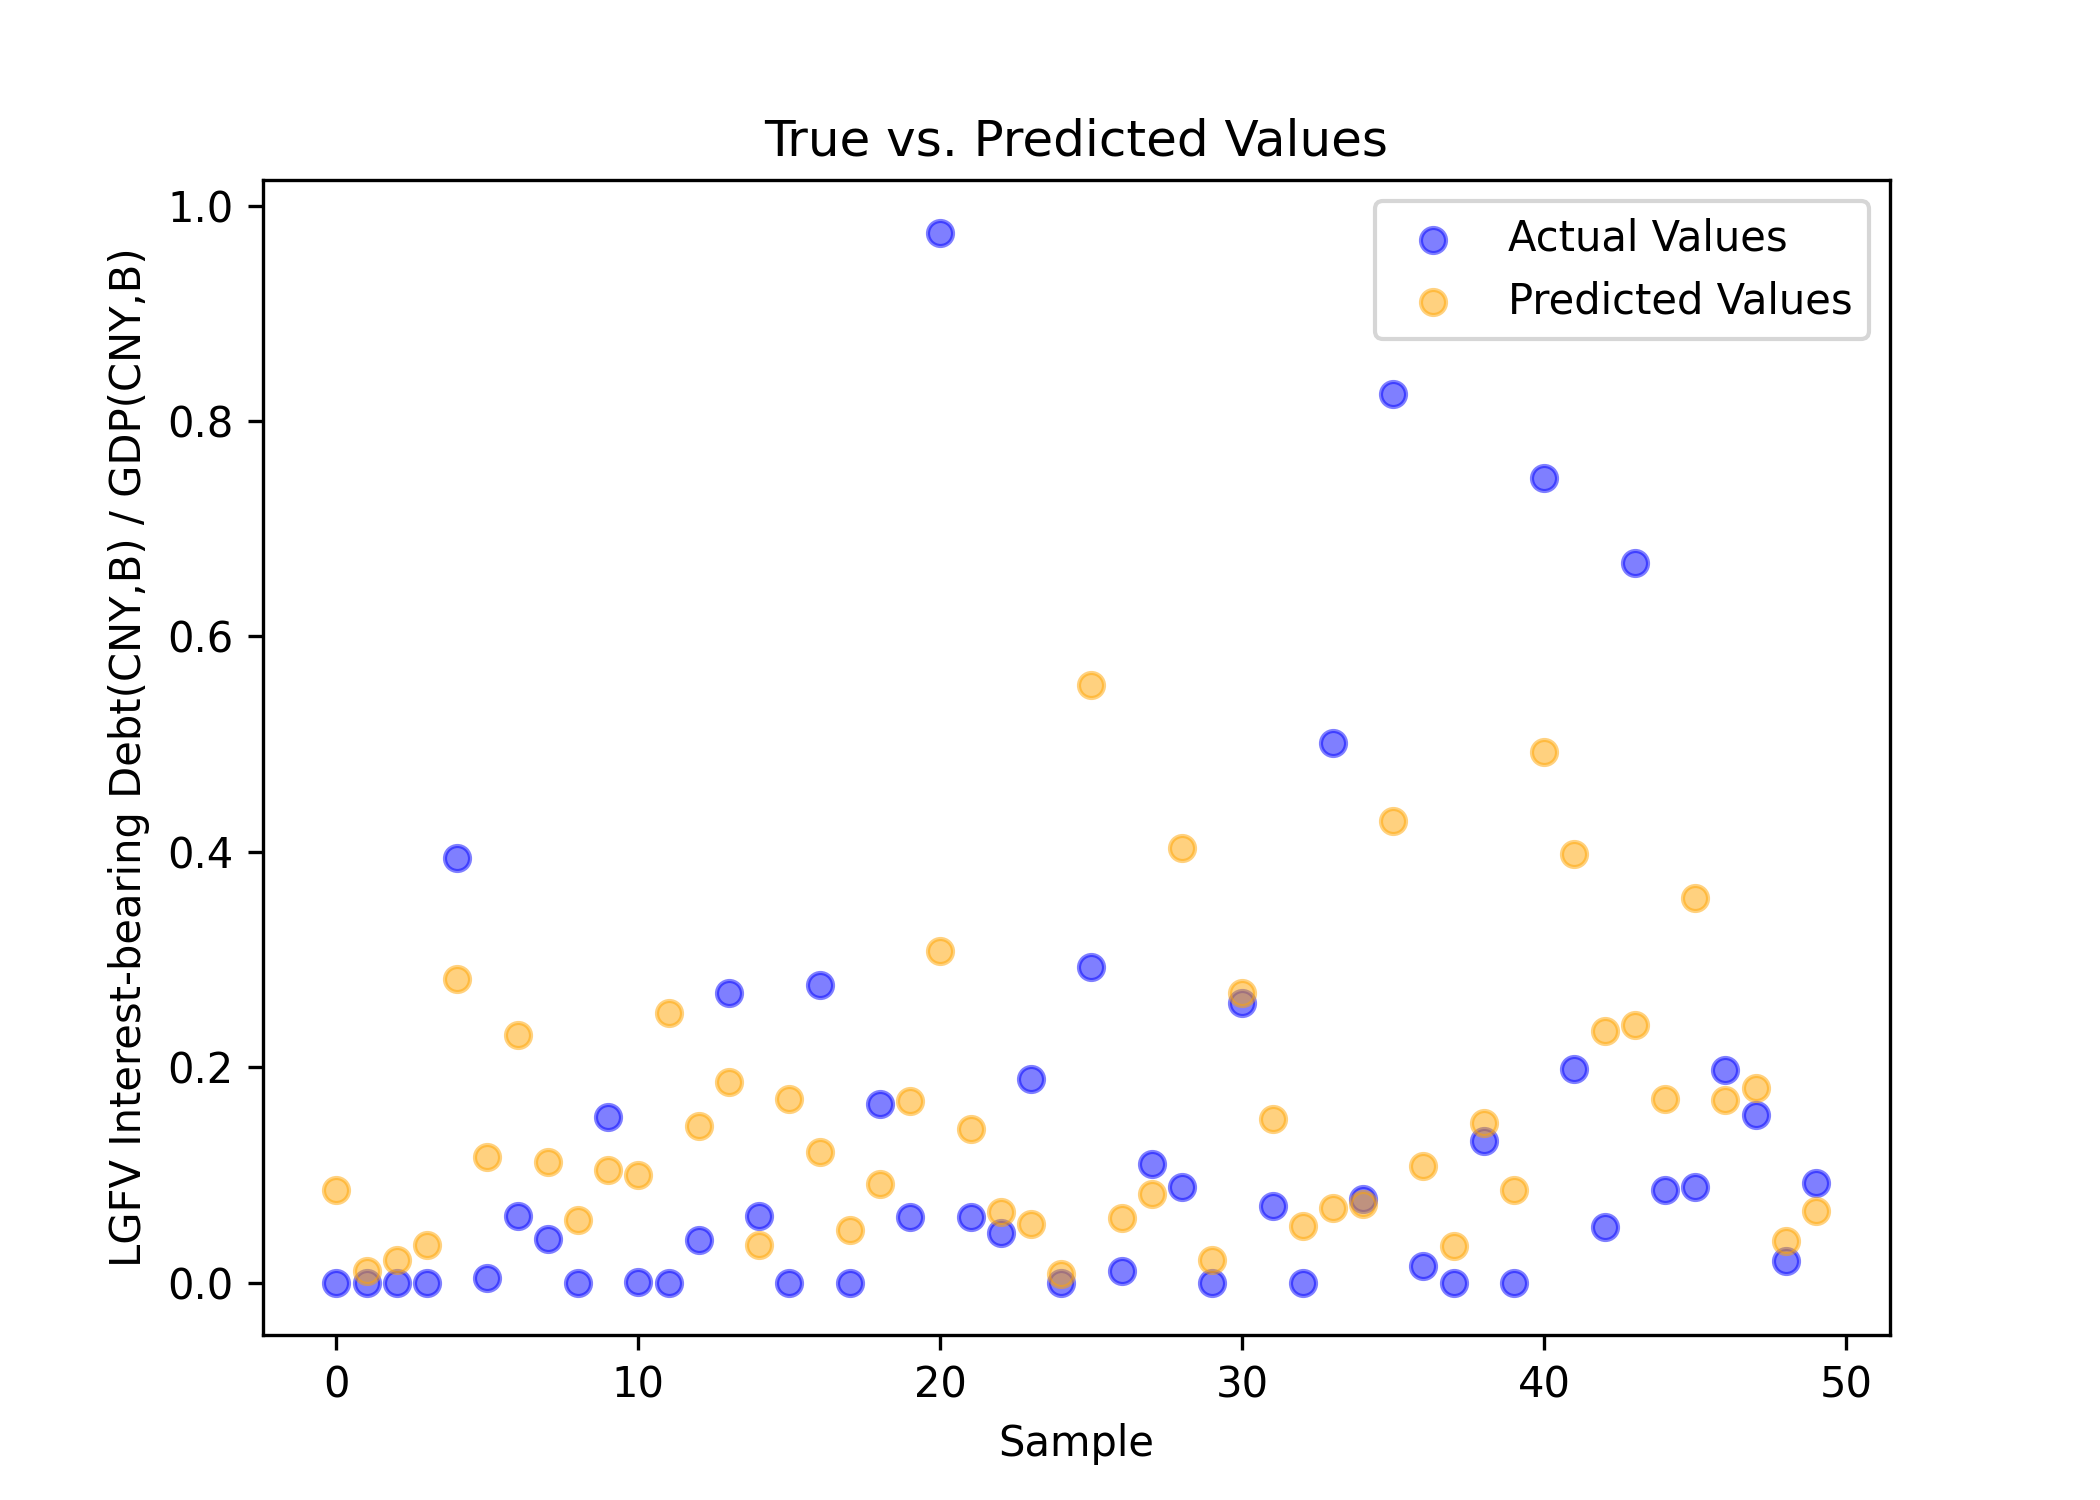 True vs. Predicted Values
Actual Values
Predicted Values
LGFV Interest-bearing Debt(CNY,B) / GDP(CNY,B)
1.0
0.8
0.6
0.4
0.2
0.0
0 10 20 30 40 50
Sample